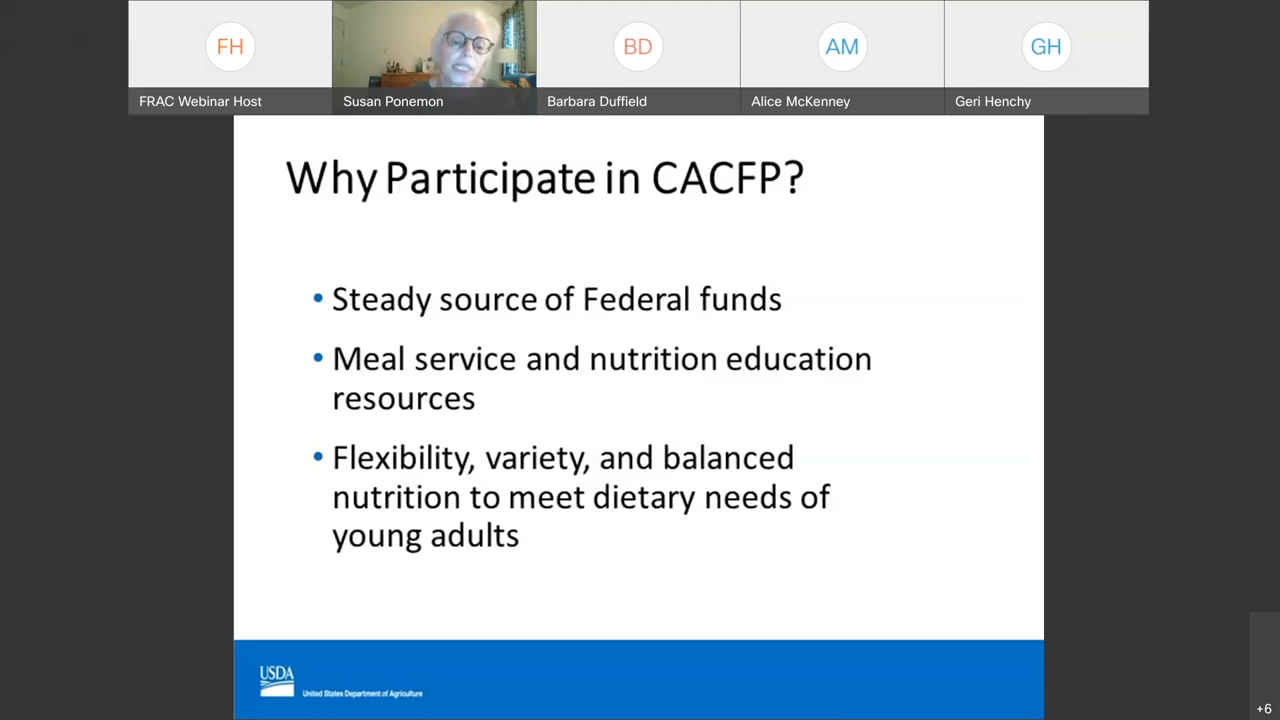 FH
BD
AM
GH
FRAC Webinar Host
Susan Ponemon
Barbara Duffield
Alice McKenney
Geri Henchy
Why Participate in CACFP?
• Steady source of Federal funds
• Meal service and nutrition education
resources
• Flexibility, variety, and balanced
nutrition to meet dietary needs of
young adults
USDA
United States Department of Agriculture
+6